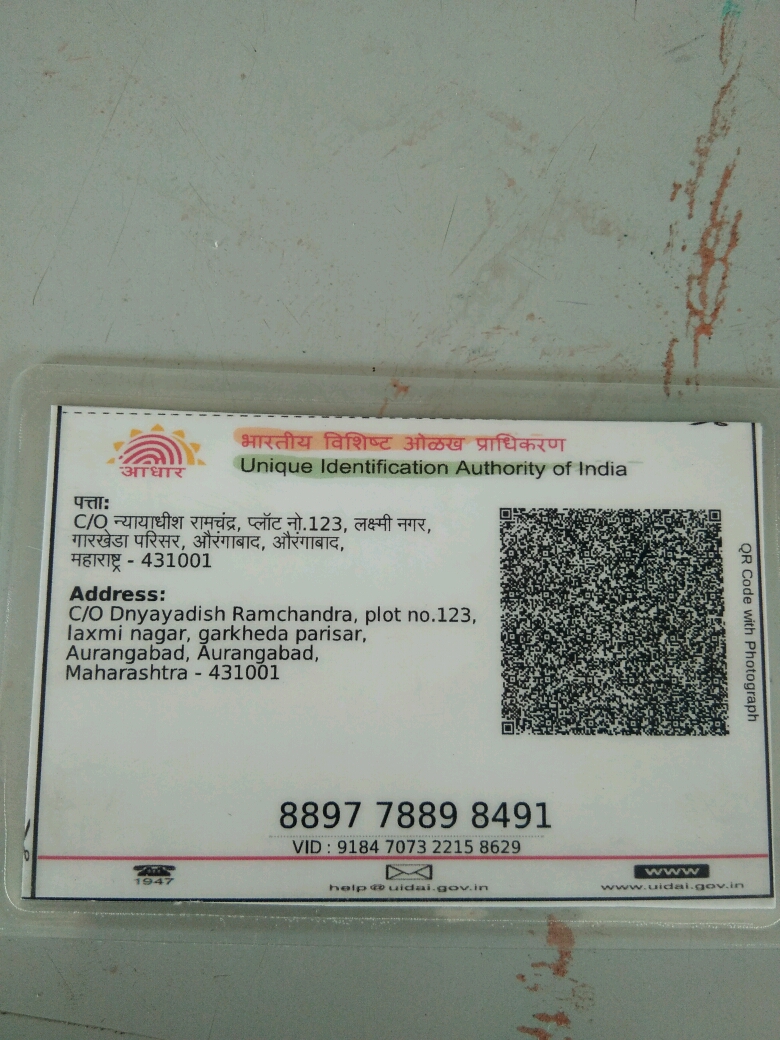 आधार
भारतीय विशिष्ट ओळख प्राधिकरण
Unique Identification Authority of India
पत्ता:
C/O न्यायाधीश रामचंद्र, प्लॉट नो.123, लक्ष्मी नगर,
गारखेडा परिसर, औरंगाबाद, औरंगाबाद,
महाराष्ट्र - 431001
Address:
C/O Dnyayadish Ramchandra, plot no.123,
laxmi nagar, garkheda parisar,
Aurangabad, Aurangabad,
Maharashtra - 431001
QR Code with Photograph
8897 7889 8491
VID : 9184 7073 2215 8629
1947
help@uidai.gov.in
WWW
www.uidai.gov.in